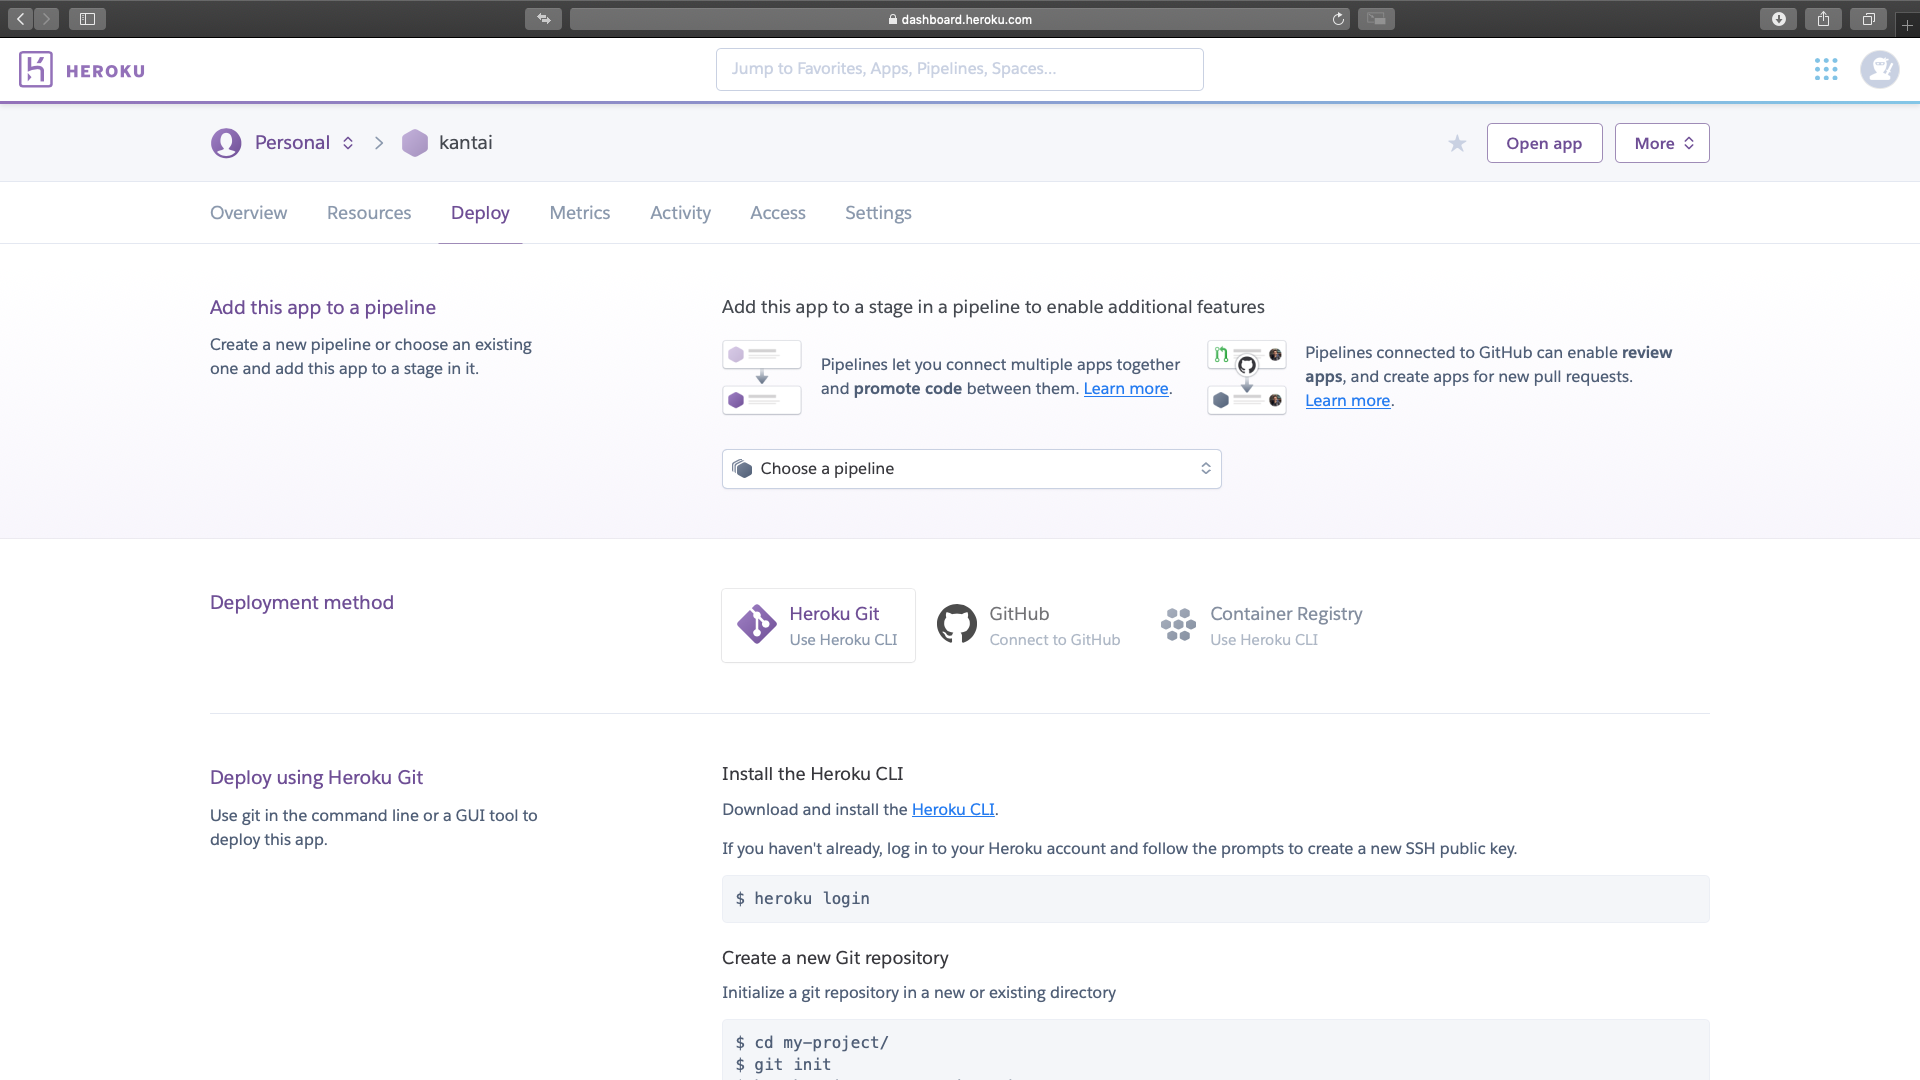 dashboard.heroku.com
HEROKU
Jump to Favorites, Apps, Pipelines, Spaces...
Personal
kantai
Open app
More
Overview
Resources
Deploy
Metrics
Activity
Access
Settings
Add this app to a pipeline
Create a new pipeline or choose an existing
one and add this app to a stage in it.
Add this app to a stage in a pipeline to enable additional features
Pipelines let you connect multiple apps together
and promote code between them. Learn more.
Pipelines connected to GitHub can enable review
apps, and create apps for new pull requests.
Learn more.
Choose a pipeline
Deployment method
Heroku Git
Use Heroku CLI
GitHub
Connect to GitHub
Container Registry
Use Heroku CLI
Deploy using Heroku Git
Use git in the command line or a GUI tool to
deploy this app.
Install the Heroku CLI
Download and install the Heroku CLI.
If you haven't already, log in to your Heroku account and follow the prompts to create a new SSH public key.
$ heroku login
Create a new Git repository
Initialize a git repository in a new or existing directory
$ cd my-project/
$ git init